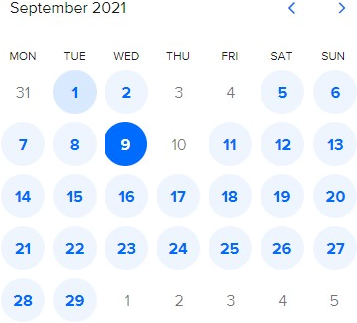 September 2021
MON TUE WED THU FRI SAT SUN
31 1 2 3 4 5 6
7 8 9 10 11 12 13
14 15 16 17 18 19 20
21 22 23 24 25 26 27
28 29 1 2 3 4 5